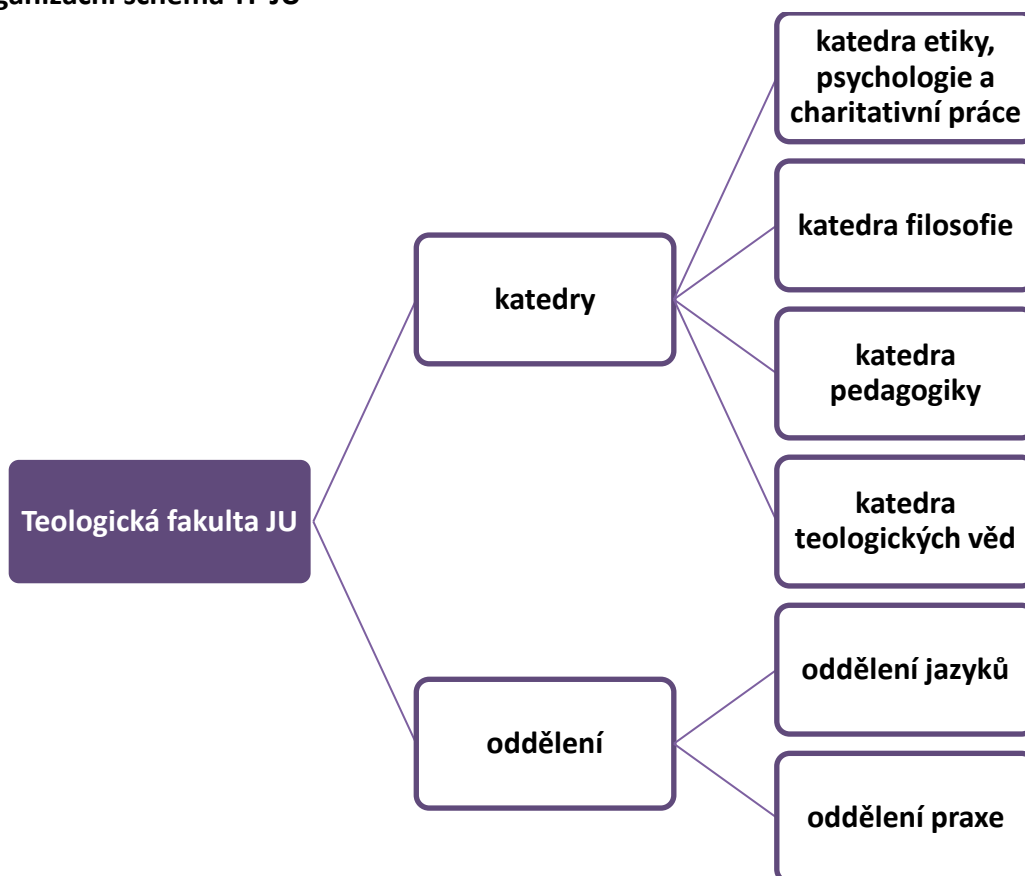 katedra etiky,
psychologie a
charitativní práce
katedra filosofie
katedry
katedra
pedagogiky
katedra
teologických věd
Teologická fakulta JU
oddělení jazyků
oddělení
oddělení praxe